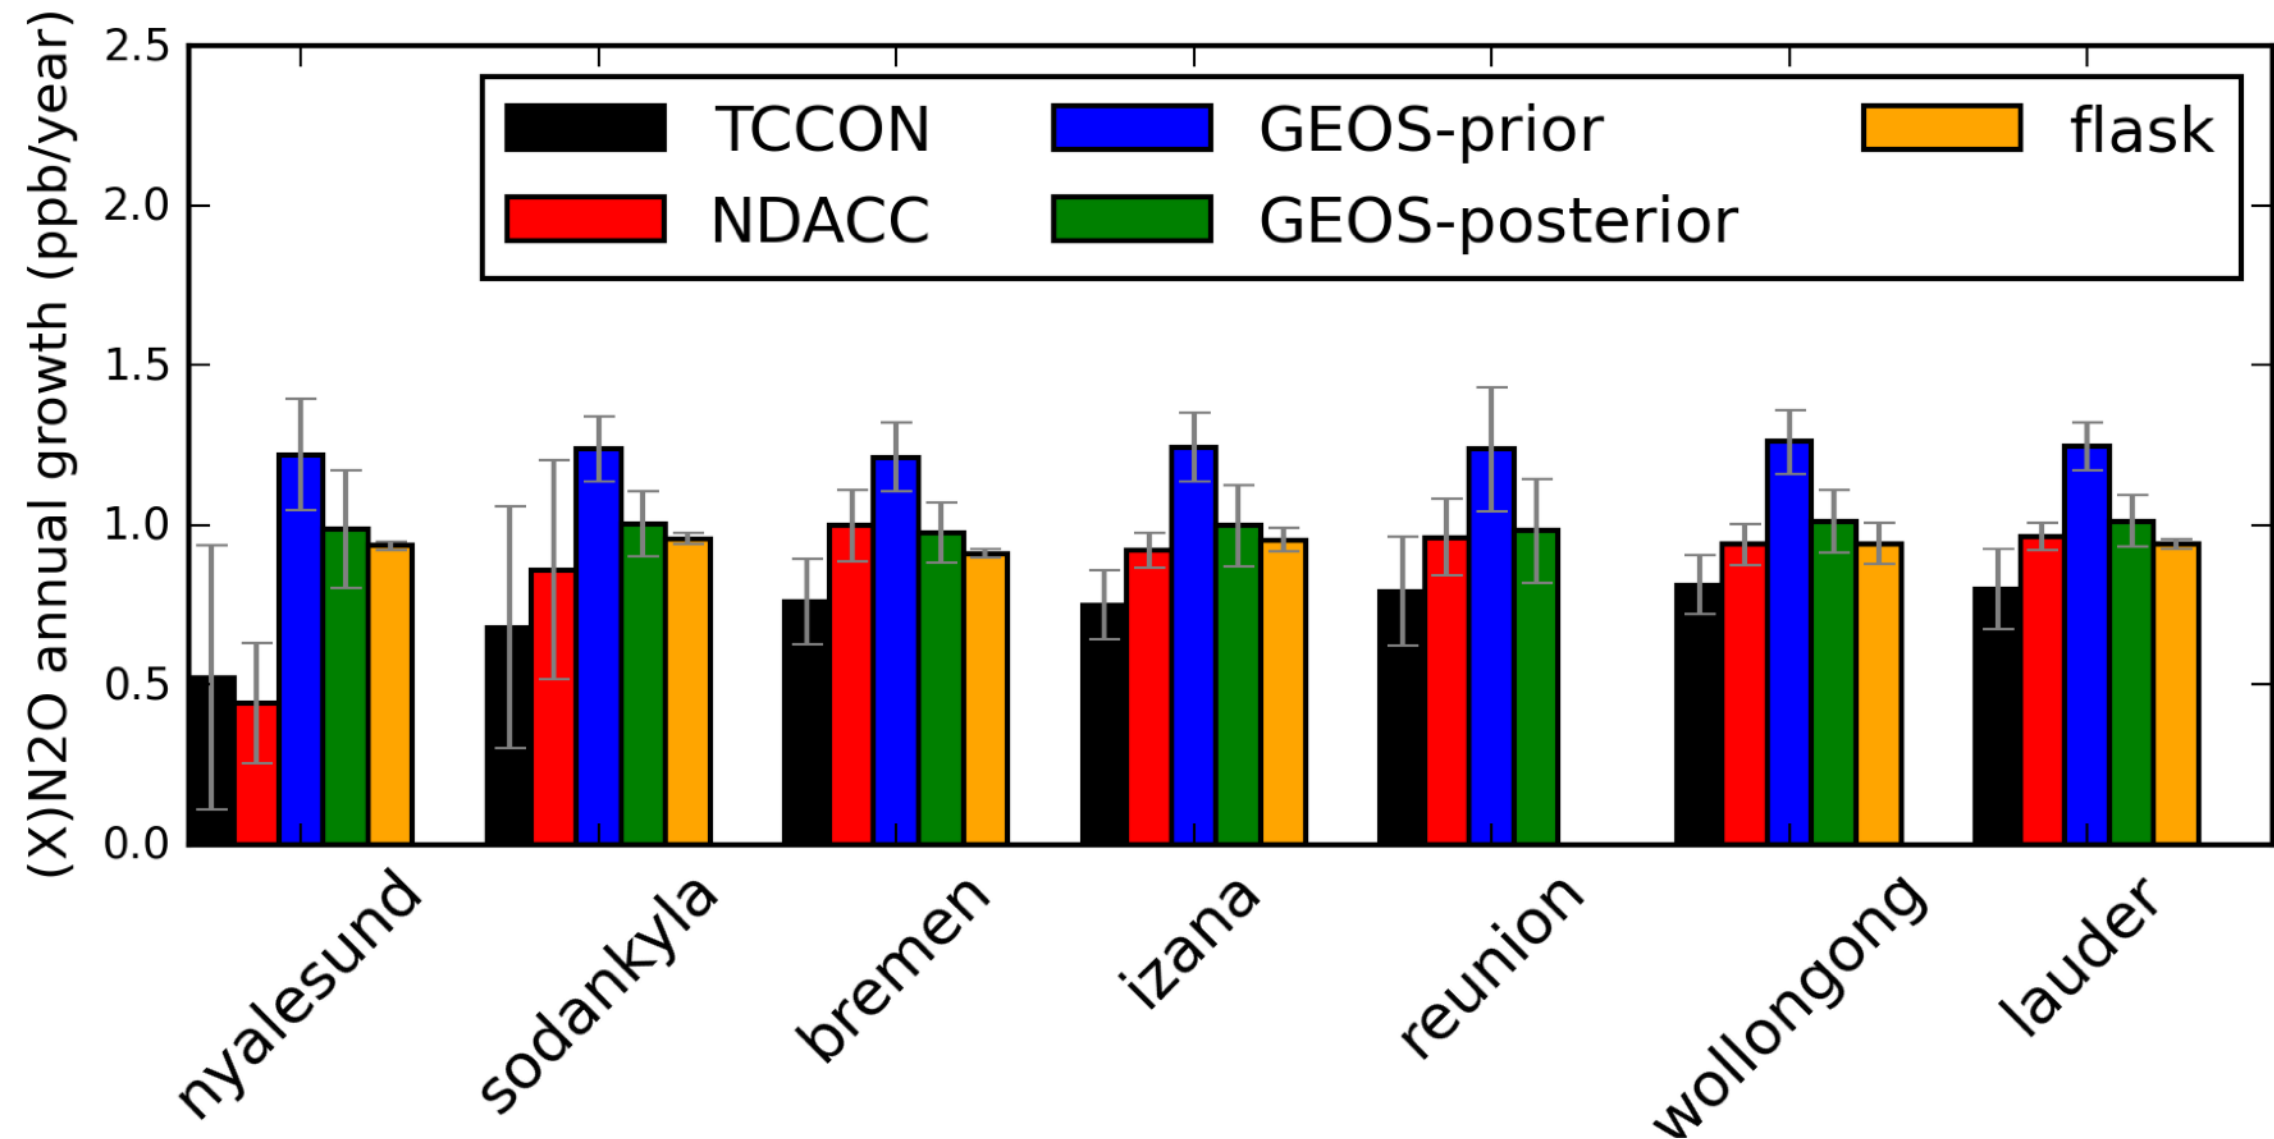 (X)N2O annual growth (ppb/year)
2.5
2.0
1.5
1.0
0.5
0.0
TCCON
GEOS-prior
flask
NDACC
GEOS-posterior
nyalesund
sodankyla
bremen
izana
reunion
wollongong
lauder